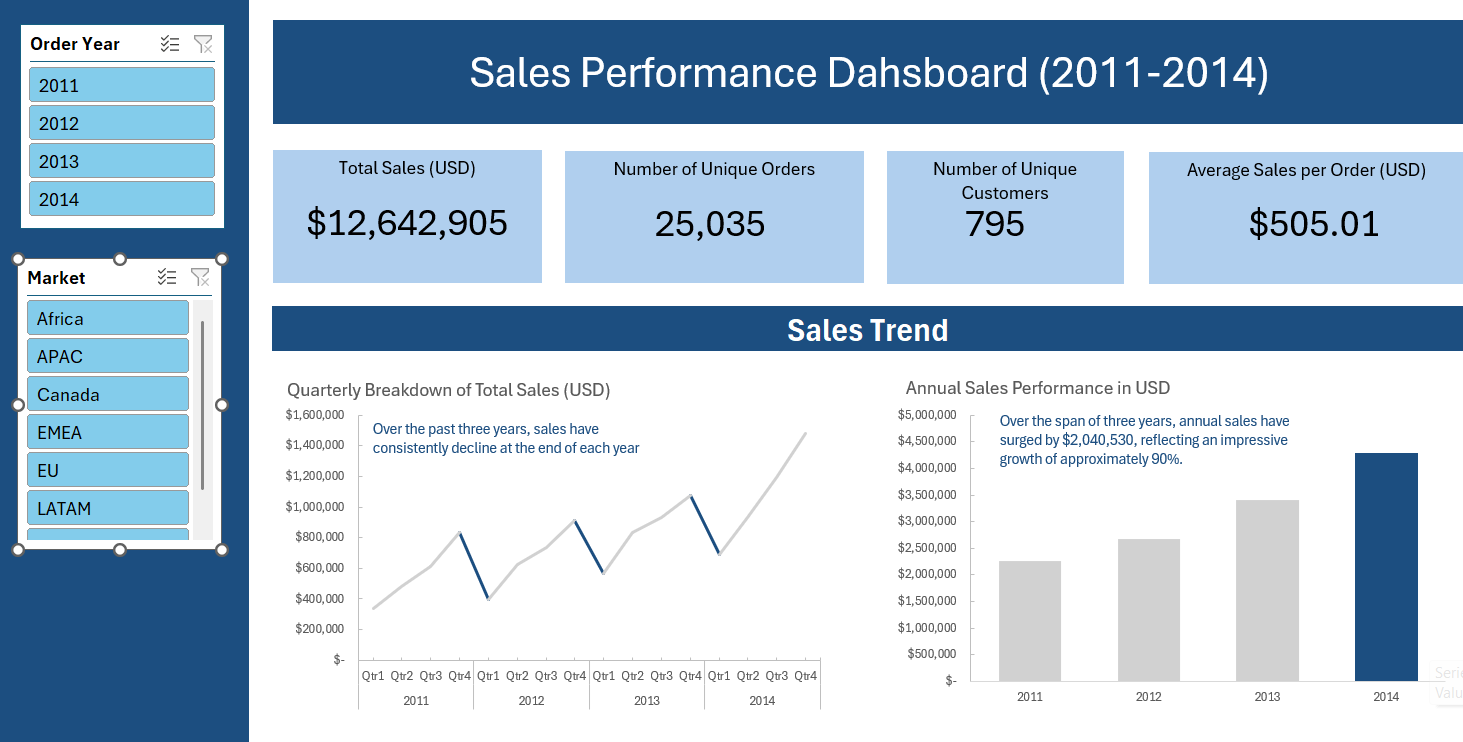 Order Year
2011
2012
2013
2014
Market
Africa
APAC
Canada
EMEA
EU
LATAM
Sales Performance Dahsboard (2011-2014)
Total Sales (USD)
$12,642,905
Number of Unique Orders
25,035
Number of Unique
Customers
795
Average Sales per Order (USD)
$505.01
Sales Trend
Quarterly Breakdown of Total Sales (USD)
Over the past three years, sales have
consistently decline at the end of each year
$1,600,000
$1,400,000
$1,200,000
$1,000,000
$800,000
$600,000
$400,000
$200,000
$-
Qtr1 Qtr2 Qtr3 Qtr4 Qtr1 Qtr2 Qtr3 Qtr4 Qtr1 Qtr2 Qtr3 Qtr4 Qtr1 Qtr2 Qtr3 Qtr4
2011 2012 2013 2014
Annual Sales Performance in USD
Over the span of three years, annual sales have
surged by $2,040,530, reflecting an impressive
growth of approximately 90%.
$5,000,000
$4,500,000
$4,000,000
$3,500,000
$3,000,000
$2,500,000
$2,000,000
$1,500,000
$1,000,000
$500,000
$-
2011 2012 2013 2014
Serie
Valu